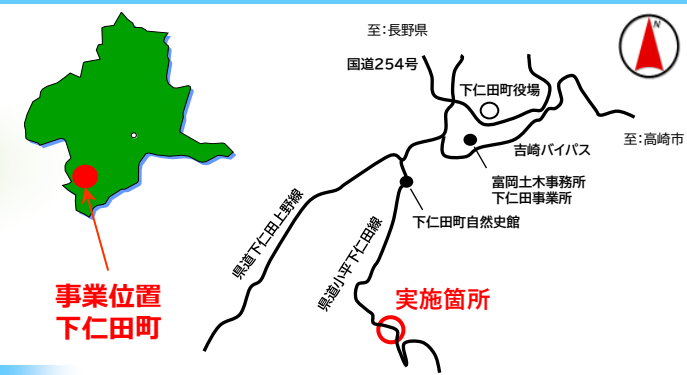 至:長野県
国道254号
N
下仁田町役場
至:高崎市
吉崎バイパス
富岡土木事務所
下仁田事業所
下仁田町自然史館
県道下仁田上野線
県道小平下仁田線
実施箇所
事業位置
下仁田町